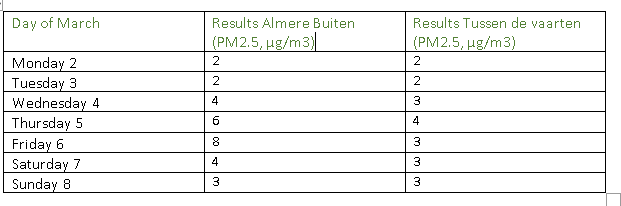 Day of March Results Almere Buiten (PM2.5, µg/m3) Results Tussen de vaarten (PM2.5, µg/m3)
Monday 2 2 2
Tuesday 3 2 2
Wednesday 4 4 3
Thursday 5 6 4
Friday 6 8 3
Saturday 7 4 3
Sunday 8 3 3